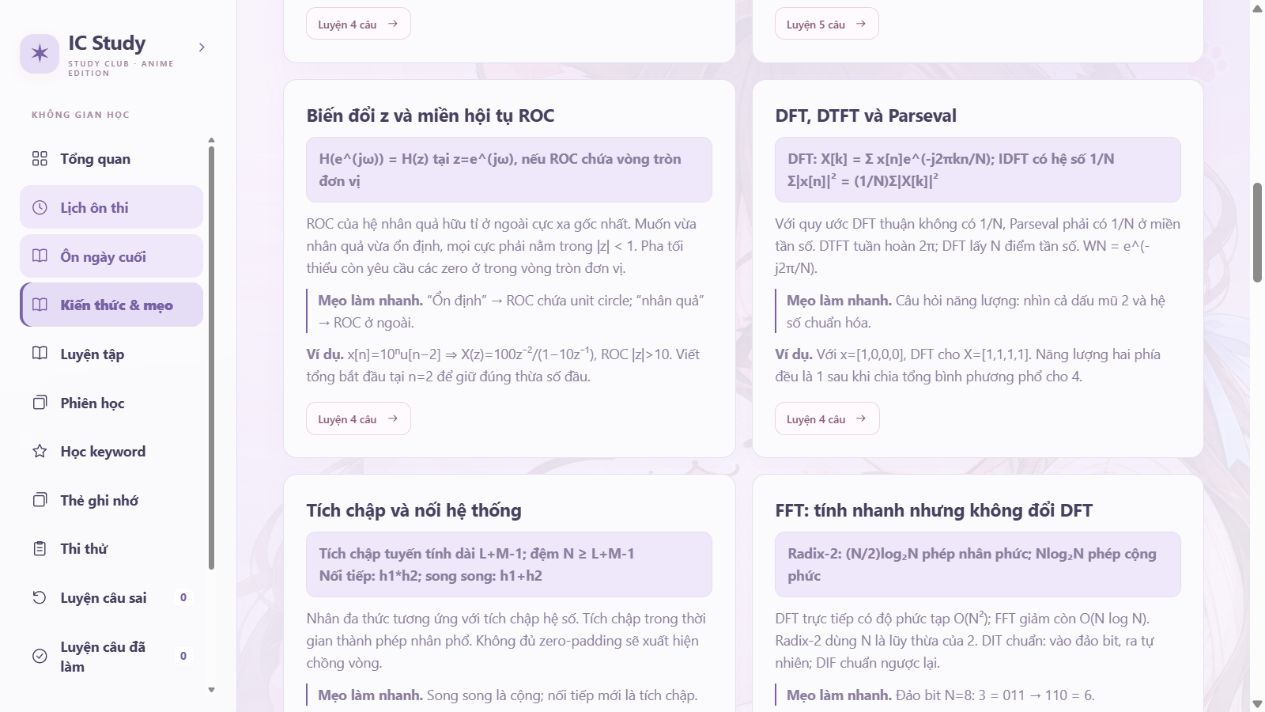 IC Study
STUDY CLUB · ANIME
EDITION
KHÔNG GIAN HỌC
Tổng quan
Lịch ôn thi
Ôn ngày cuối
Kiến thức & mẹo
Luyện tập
Phiên học
Học keyword
Thẻ ghi nhớ
Thi thử
Luyện câu sai 0
Luyện câu đã
làm 0
Luyện 4 câu →
Luyện 5 câu →
Biến đổi z và miền hội tụ ROC
H(e^(jω)) = H(z) tại z=e^(jω), nếu ROC chứa vòng tròn
đơn vị
ROC của hệ nhân quả hữu tỉ ở ngoài cực xa gốc nhất. Muốn vừa
nhân quả vừa ổn định, mọi cực phải nằm trong |z| < 1. Pha tối
thiểu còn yêu cầu các zero ở trong vòng tròn đơn vị.
Mẹo làm nhanh. “Ổn định” → ROC chứa unit circle; “nhân quả”
→ ROC ở ngoài.
Ví dụ. x[n]=10ⁿu[n−2] ⇒ X(z)=100z⁻²/(1−10z⁻¹), ROC |z|>10. Viết
tổng bắt đầu tại n=2 để giữ đúng thừa số đầu.
Luyện 4 câu →
DFT, DTFT và Parseval
DFT: X[k] = Σ x[n]e^(-j2πkn/N); IDFT có hệ số 1/N
Σ|x[n]|² = (1/N)Σ|X[k]|²
Với quy ước DFT thuận không có 1/N, Parseval phải có 1/N ở miền
tần số. DTFT tuần hoàn 2π; DFT lấy N điểm tần số. WN = e^(-
j2π/N).
Mẹo làm nhanh. Câu hỏi năng lượng: nhìn cả dấu mũ 2 và hệ
số chuẩn hóa.
Ví dụ. Với x=[1,0,0,0], DFT cho X=[1,1,1,1]. Năng lượng hai phía
đều là 1 sau khi chia tổng bình phương phổ cho 4.
Luyện 4 câu →
Tích chập và nối hệ thống
Tích chập tuyến tính dài L+M-1; đệm N ≥ L+M-1
Nối tiếp: h1*h2; song song: h1+h2
Nhân đa thức tương ứng với tích chập hệ số. Tích chập trong thời
gian thành phép nhân phổ. Không đủ zero-padding sẽ xuất hiện
chồng vòng.
Mẹo làm nhanh. Song song là cộng; nối tiếp mới là tích chập.
FFT: tính nhanh nhưng không đổi DFT
Radix-2: (N/2)log₂N phép nhân phức; Nlog₂N phép cộng
phức
DFT trực tiếp có độ phức tạp O(N²); FFT giảm còn O(N log N).
Radix-2 dùng N là lũy thừa của 2. DIT chuẩn: vào đảo bit, ra tự
nhiên; DIF chuẩn ngược lại.
Mẹo làm nhanh. Đảo bit N=8: 3 = 011 → 110 = 6.